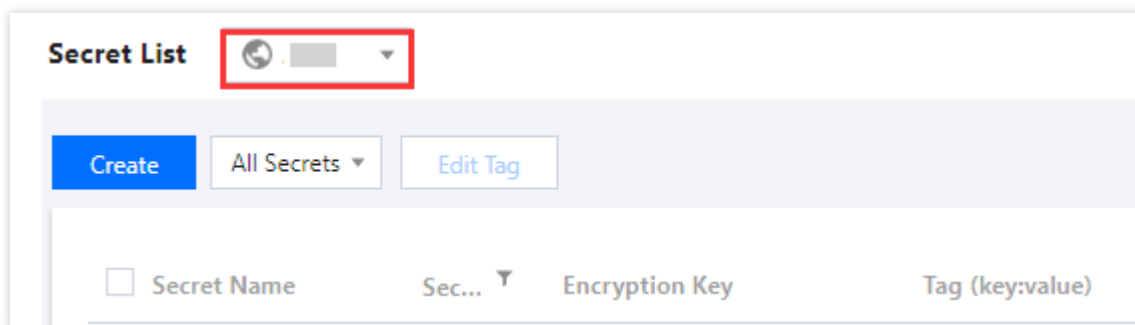 Secret List
Create All Secrets Edit Tag
Secret Name Sec... Encryption Key Tag (key:value)